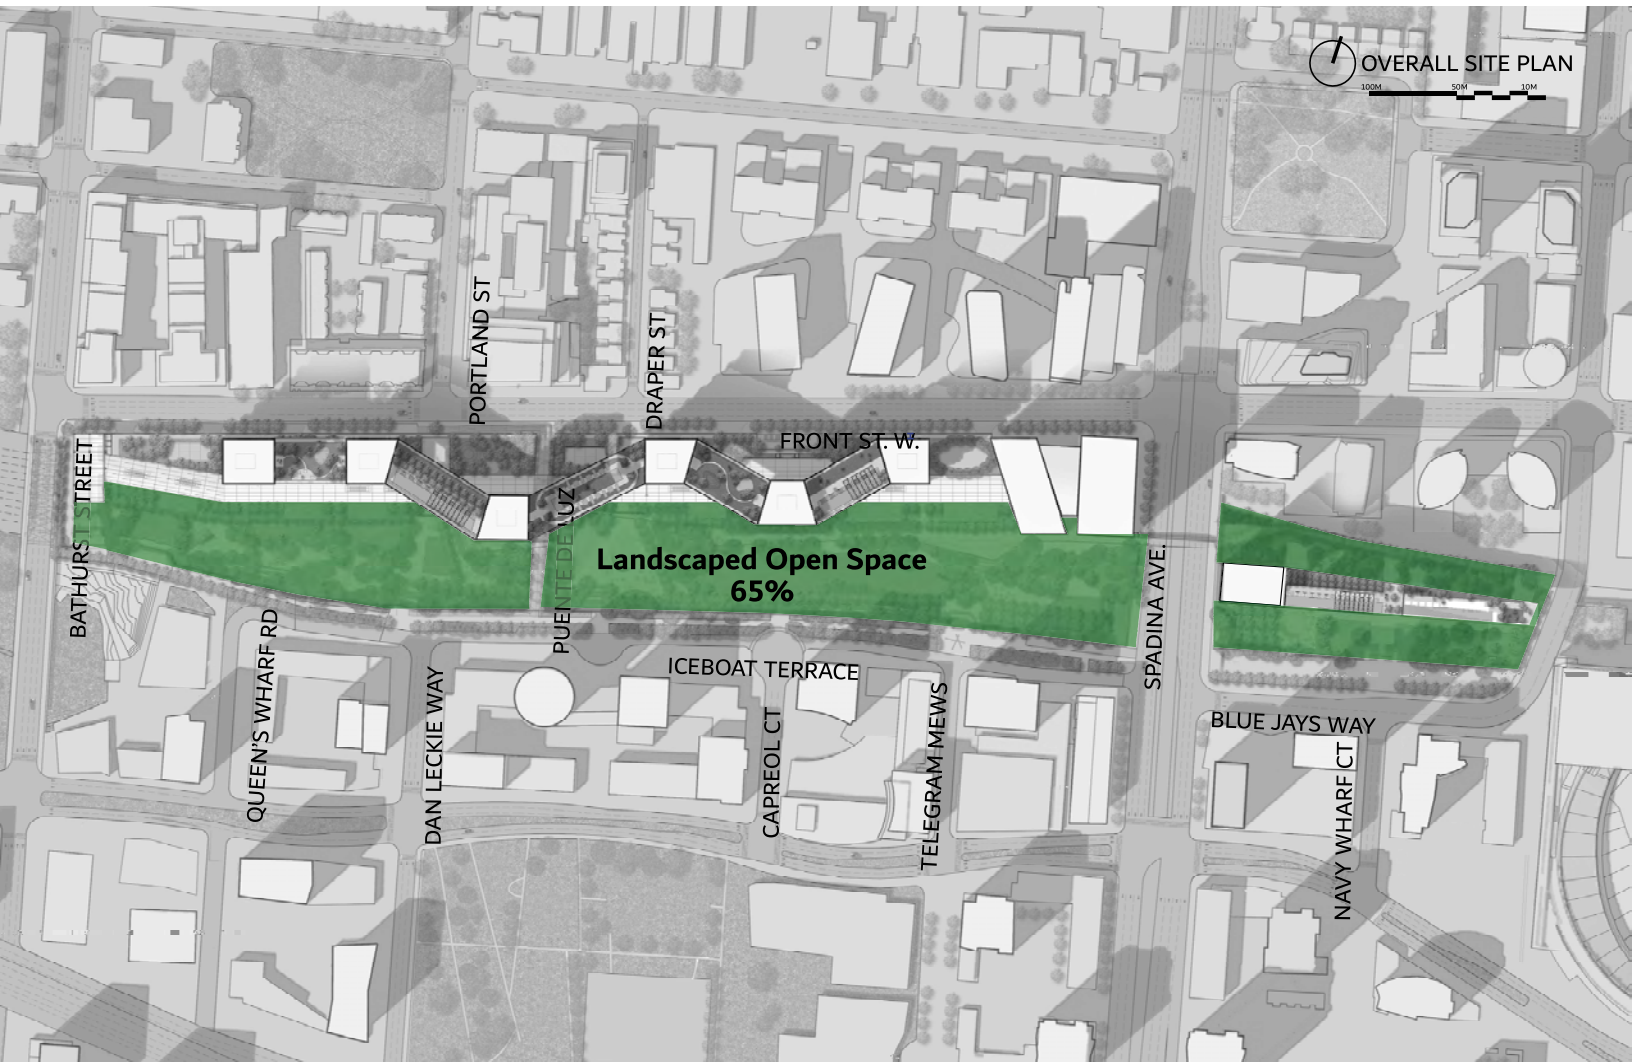 OVERALL SITE PLAN
100M 50M 10M
PORTLAND ST
DRAPER ST
FRONT ST. W.
BATHURST STREET
PUENTE DE LUZ
Landscaped Open Space
65%
SPADINA AVE.
QUEEN'S WHARF RD
DAN LECKIE WAY
ICEBOAT TERRACE
CAPREOL CT
TELEGRAM MEWS
BLUE JAYS WAY
NAVY WHARF CT